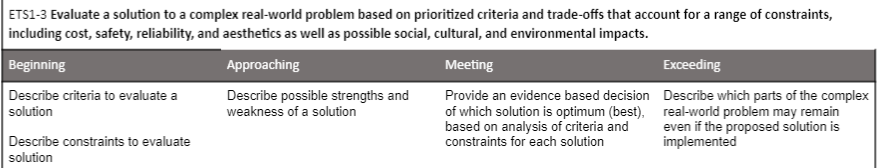 ETS1-3 Evaluate a solution to a complex real-world problem based on prioritized criteria and trade-offs that account for a range of constraints,
including cost, safety, reliability, and aesthetics as well as possible social, cultural, and environmental impacts.
Beginning
Approaching
Meeting
Exceeding
Describe criteria to evaluate a
solution
Describe constraints to evaluate
solution
Describe possible strengths and
weakness of a solution
Provide an evidence based decision
of which solution is optimum (best),
based on analysis of criteria and
constraints for each solution
Describe which parts of the complex
real-world problem may remain
even if the proposed solution is
implemented